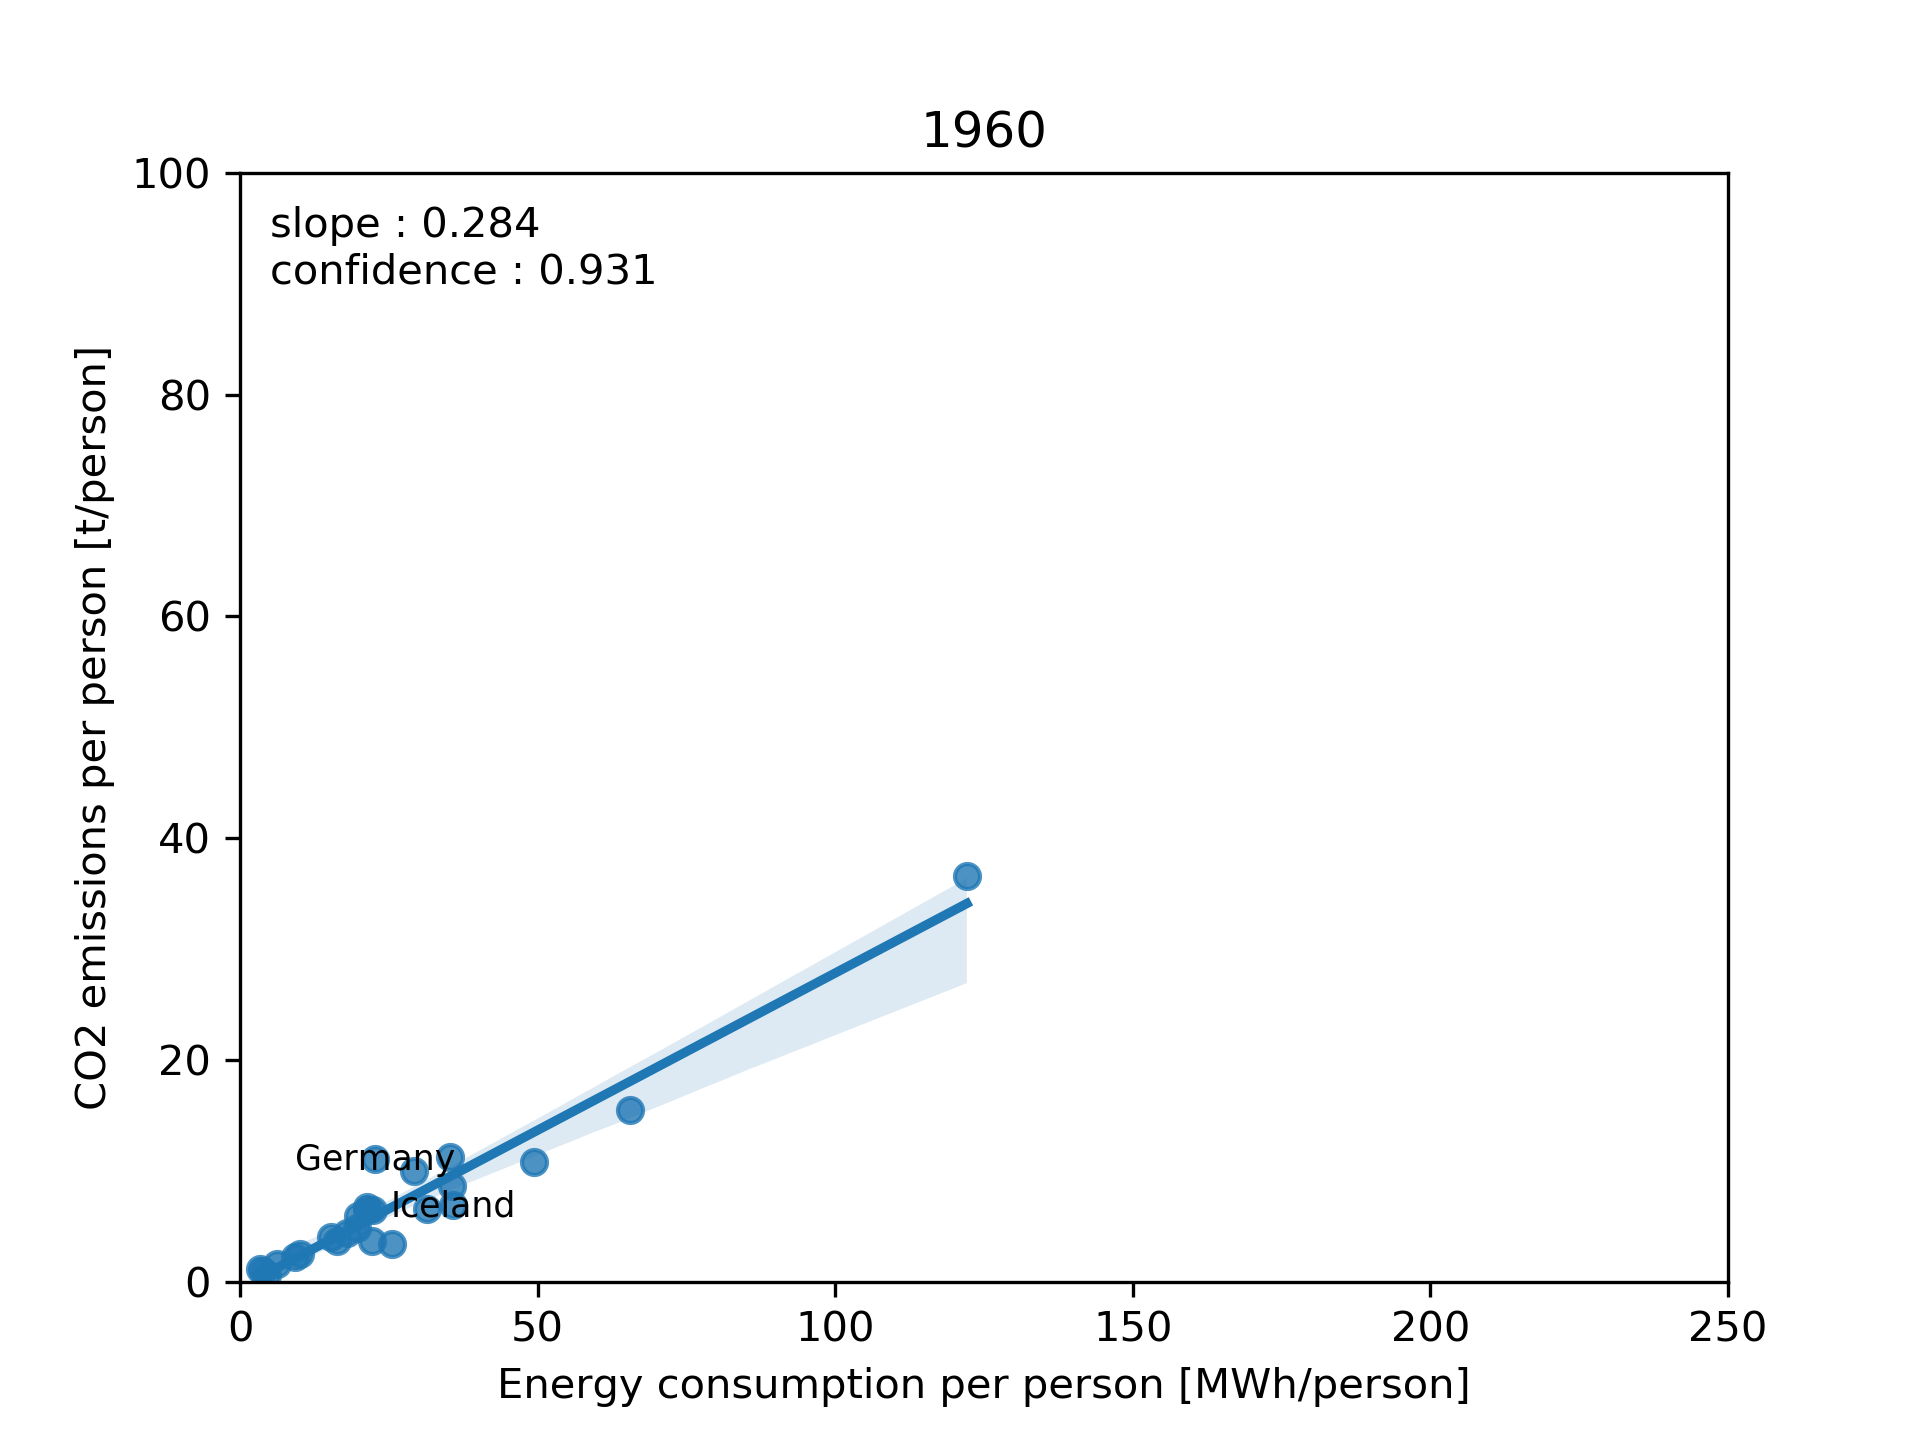 1960
100
slope : 0.284
confidence : 0.931
80
60
40
20
0
CO2 emissions per person [t/person]
Germany
Iceland
0 50 100 150 200 250
Energy consumption per person [MWh/person]